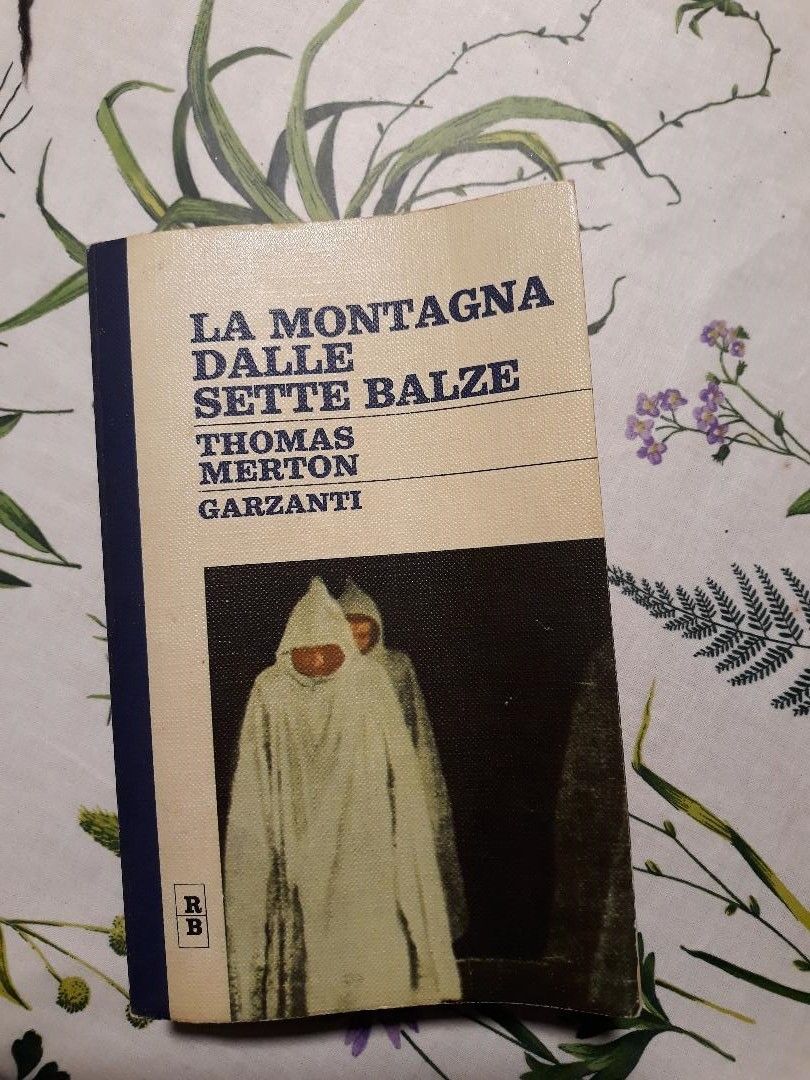 LA MONTAGNA
DALLE
SETTE BALZE
THOMAS
MERTON
GARZANTI
R
B